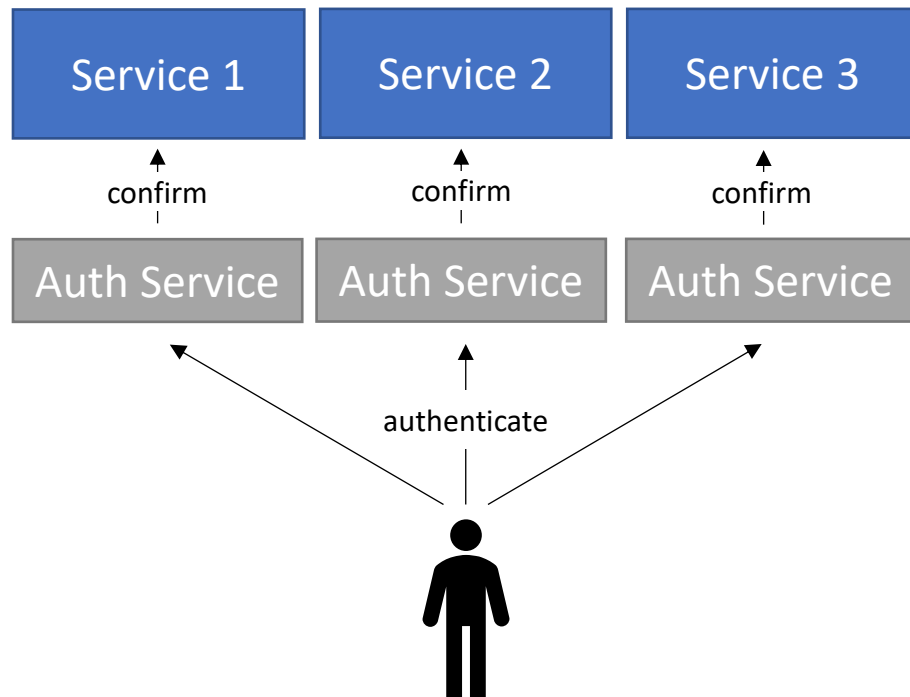 Service 1
Service 2
Service 3
confirm
confirm
confirm
Auth Service
Auth Service
Auth Service
authenticate